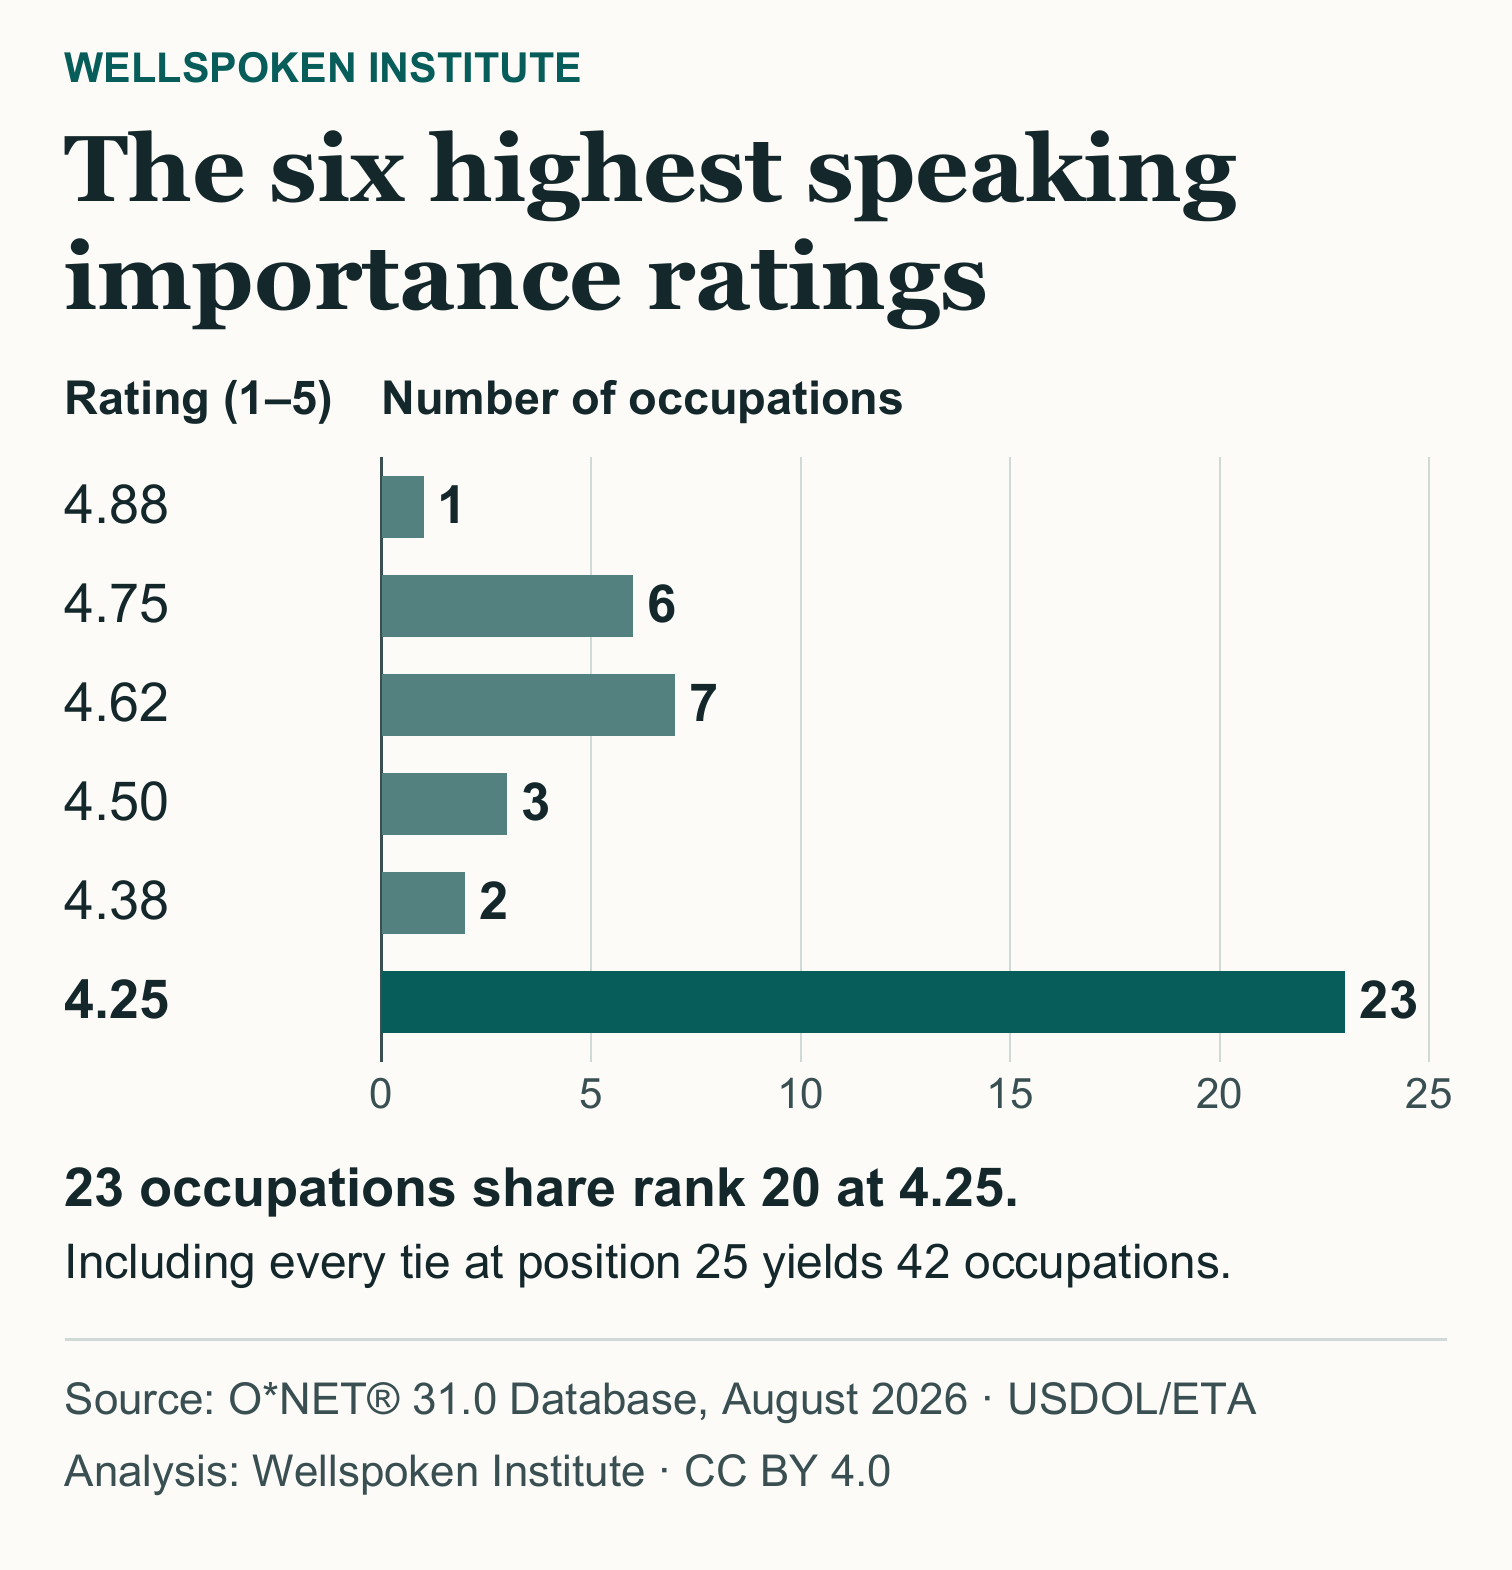 WELLSPOKEN INSTITUTE
The six highest speaking
importance ratings
Rating (1–5) Number of occupations
4.88 1
4.75 6
4.62 7
4.50 3
4.38 2
4.25 23
0 5 10 15 20 25
23 occupations share rank 20 at 4.25.
Including every tie at position 25 yields 42 occupations.
Source: O*NET® 31.0 Database, August 2026 · USDOL/ETA
Analysis: Wellspoken Institute · CC BY 4.0